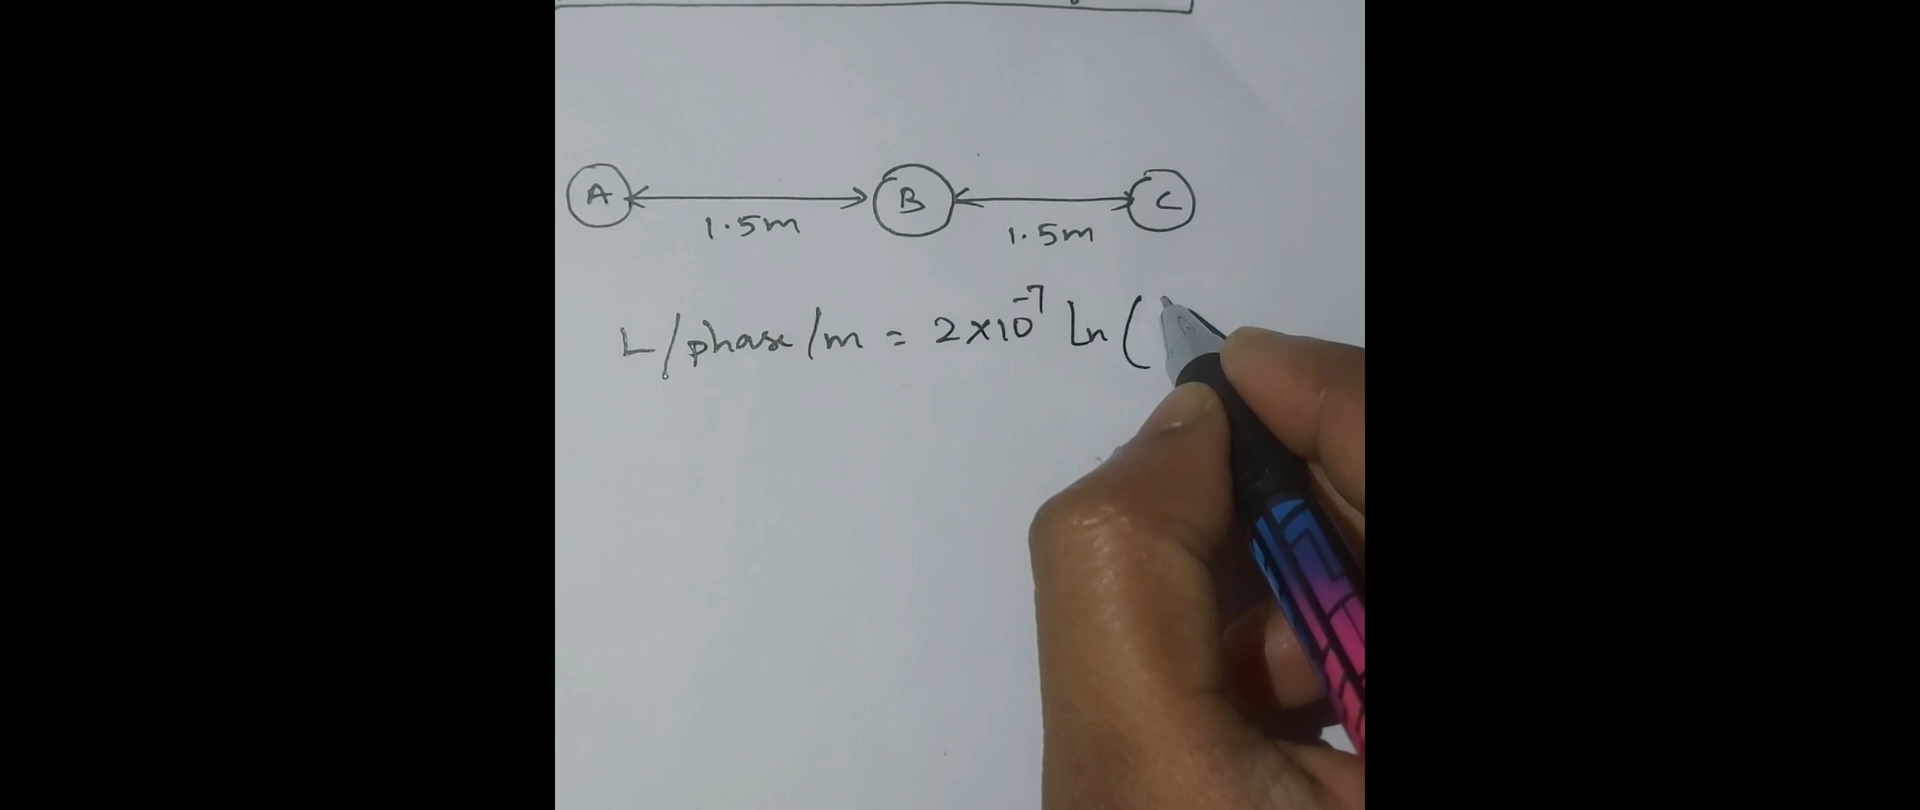 A B C
1.5m 1.5m
L/phase/m = 2×10⁻⁷ ln (